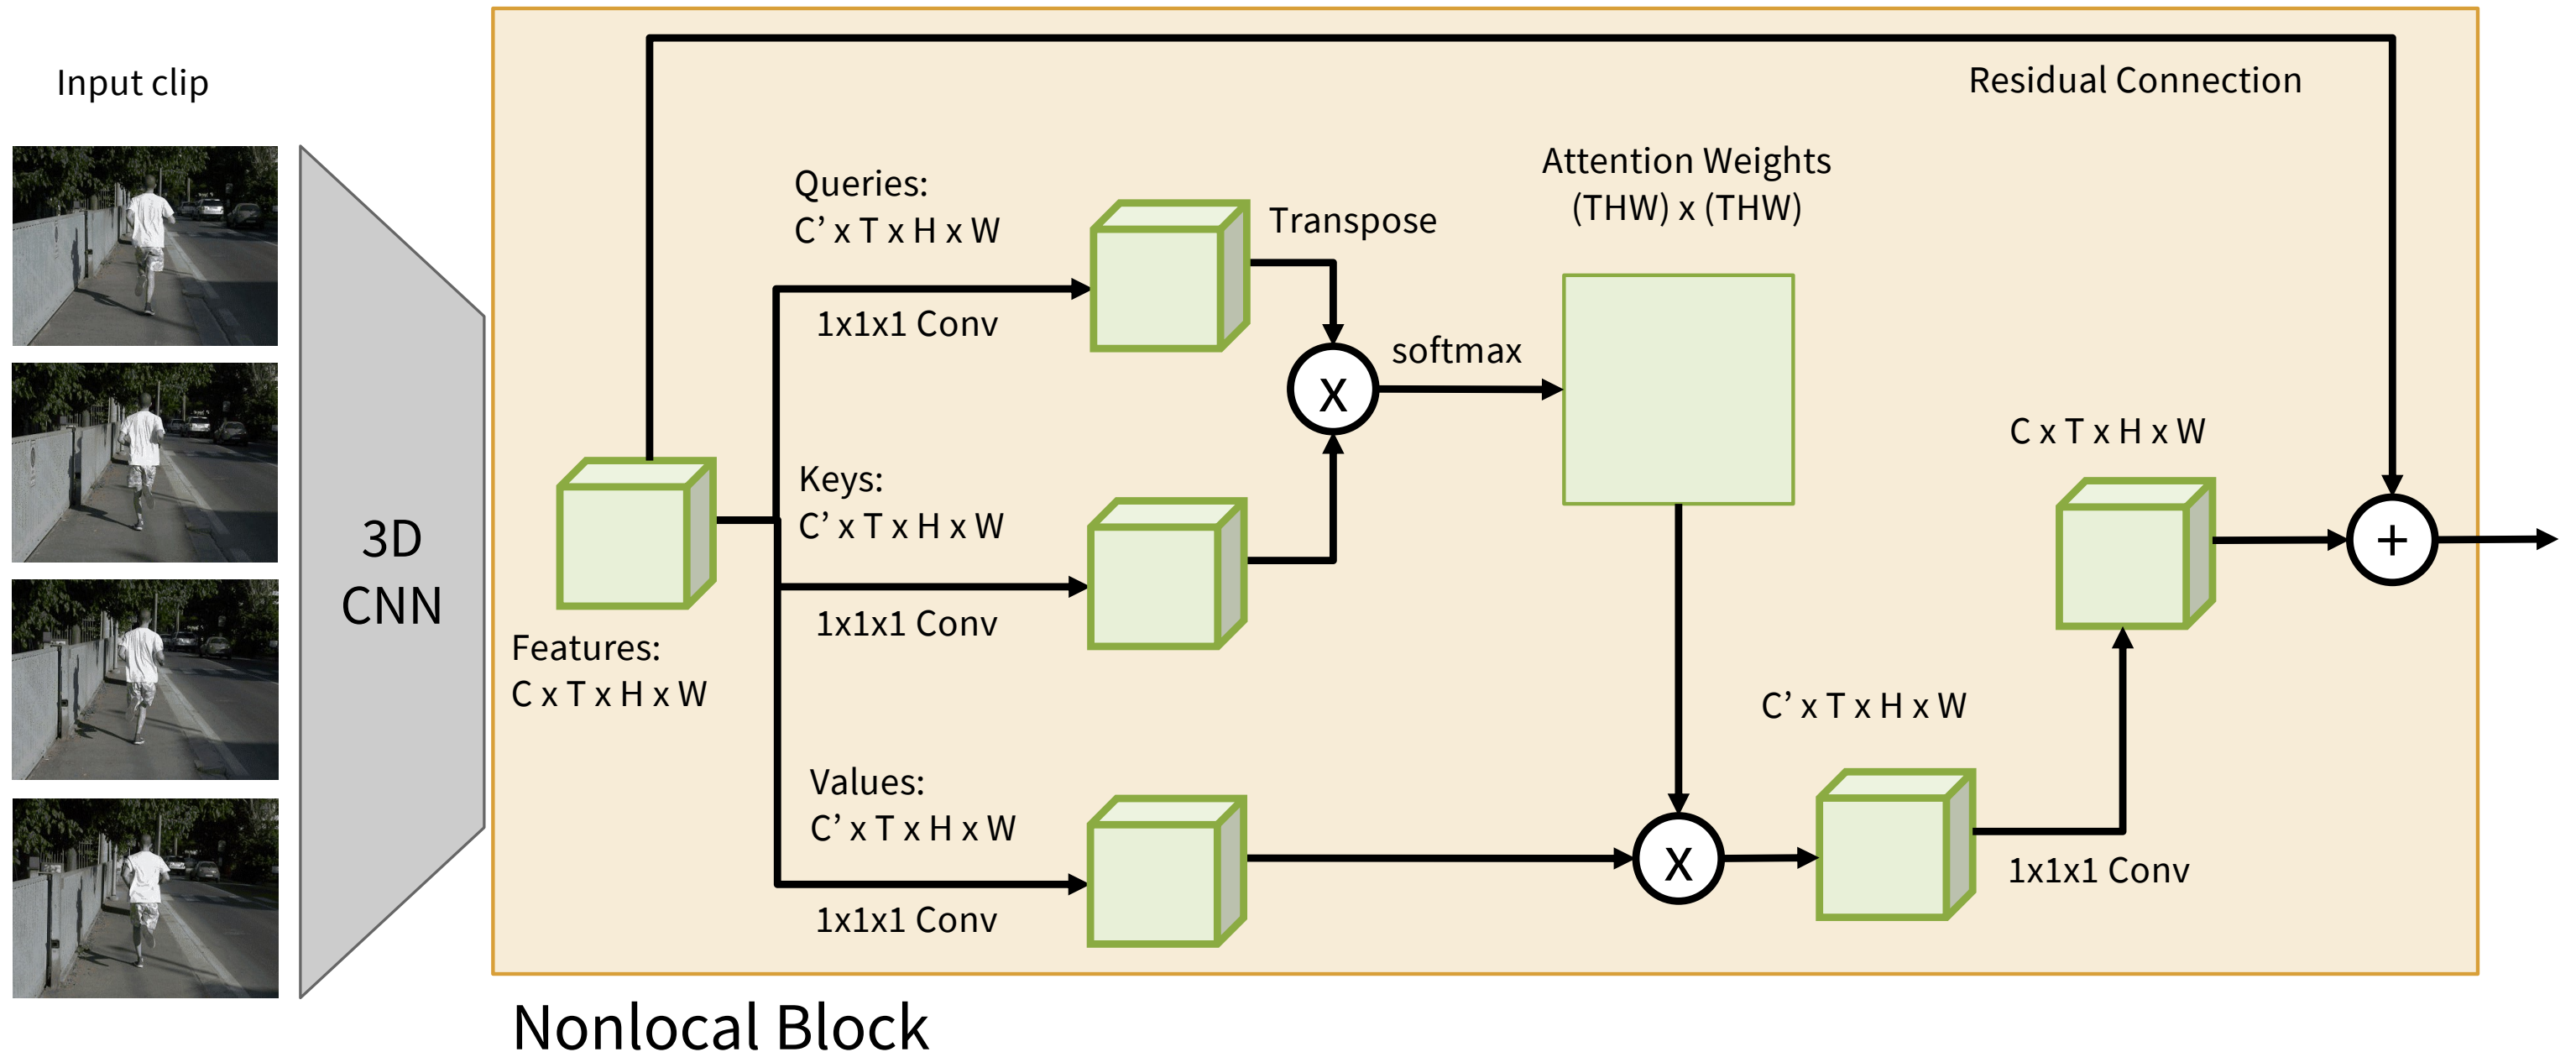 Input clip
3D
CNN
Residual Connection
Queries:
C’ x T x H x W
1x1x1 Conv
Transpose
Attention Weights
(THW) x (THW)
softmax
x
Keys:
C’ x T x H x W
1x1x1 Conv
Features:
C x T x H x W
Values:
C’ x T x H x W
1x1x1 Conv
x
C’ x T x H x W
1x1x1 Conv
C x T x H x W
+
Nonlocal Block